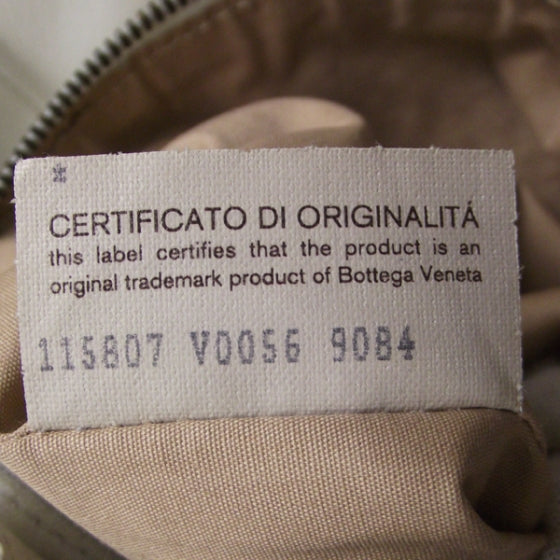 *
CERTIFICATO DI ORIGINALITÁ
this label certifies that the product is an
original trademark product of Bottega Veneta
115807 V0056 9084